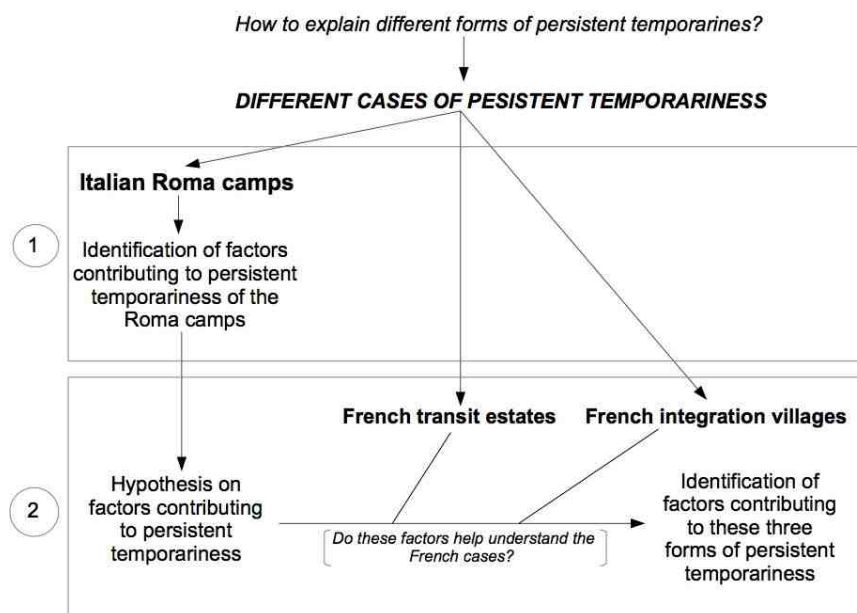 How to explain different forms of persistent temporarines?
DIFFERENT CASES OF PESISTENT TEMPORARINESS
Italian Roma camps
1
Identification of factors
contributing to persistent
temporariness of the
Roma camps
French transit estates
French integration villages
2
Hypothesis on
factors contributing
to persistent
temporariness
Do these factors help understand the
French cases?
Identification of
factors contributing
to these three
forms of persistent
temporariness